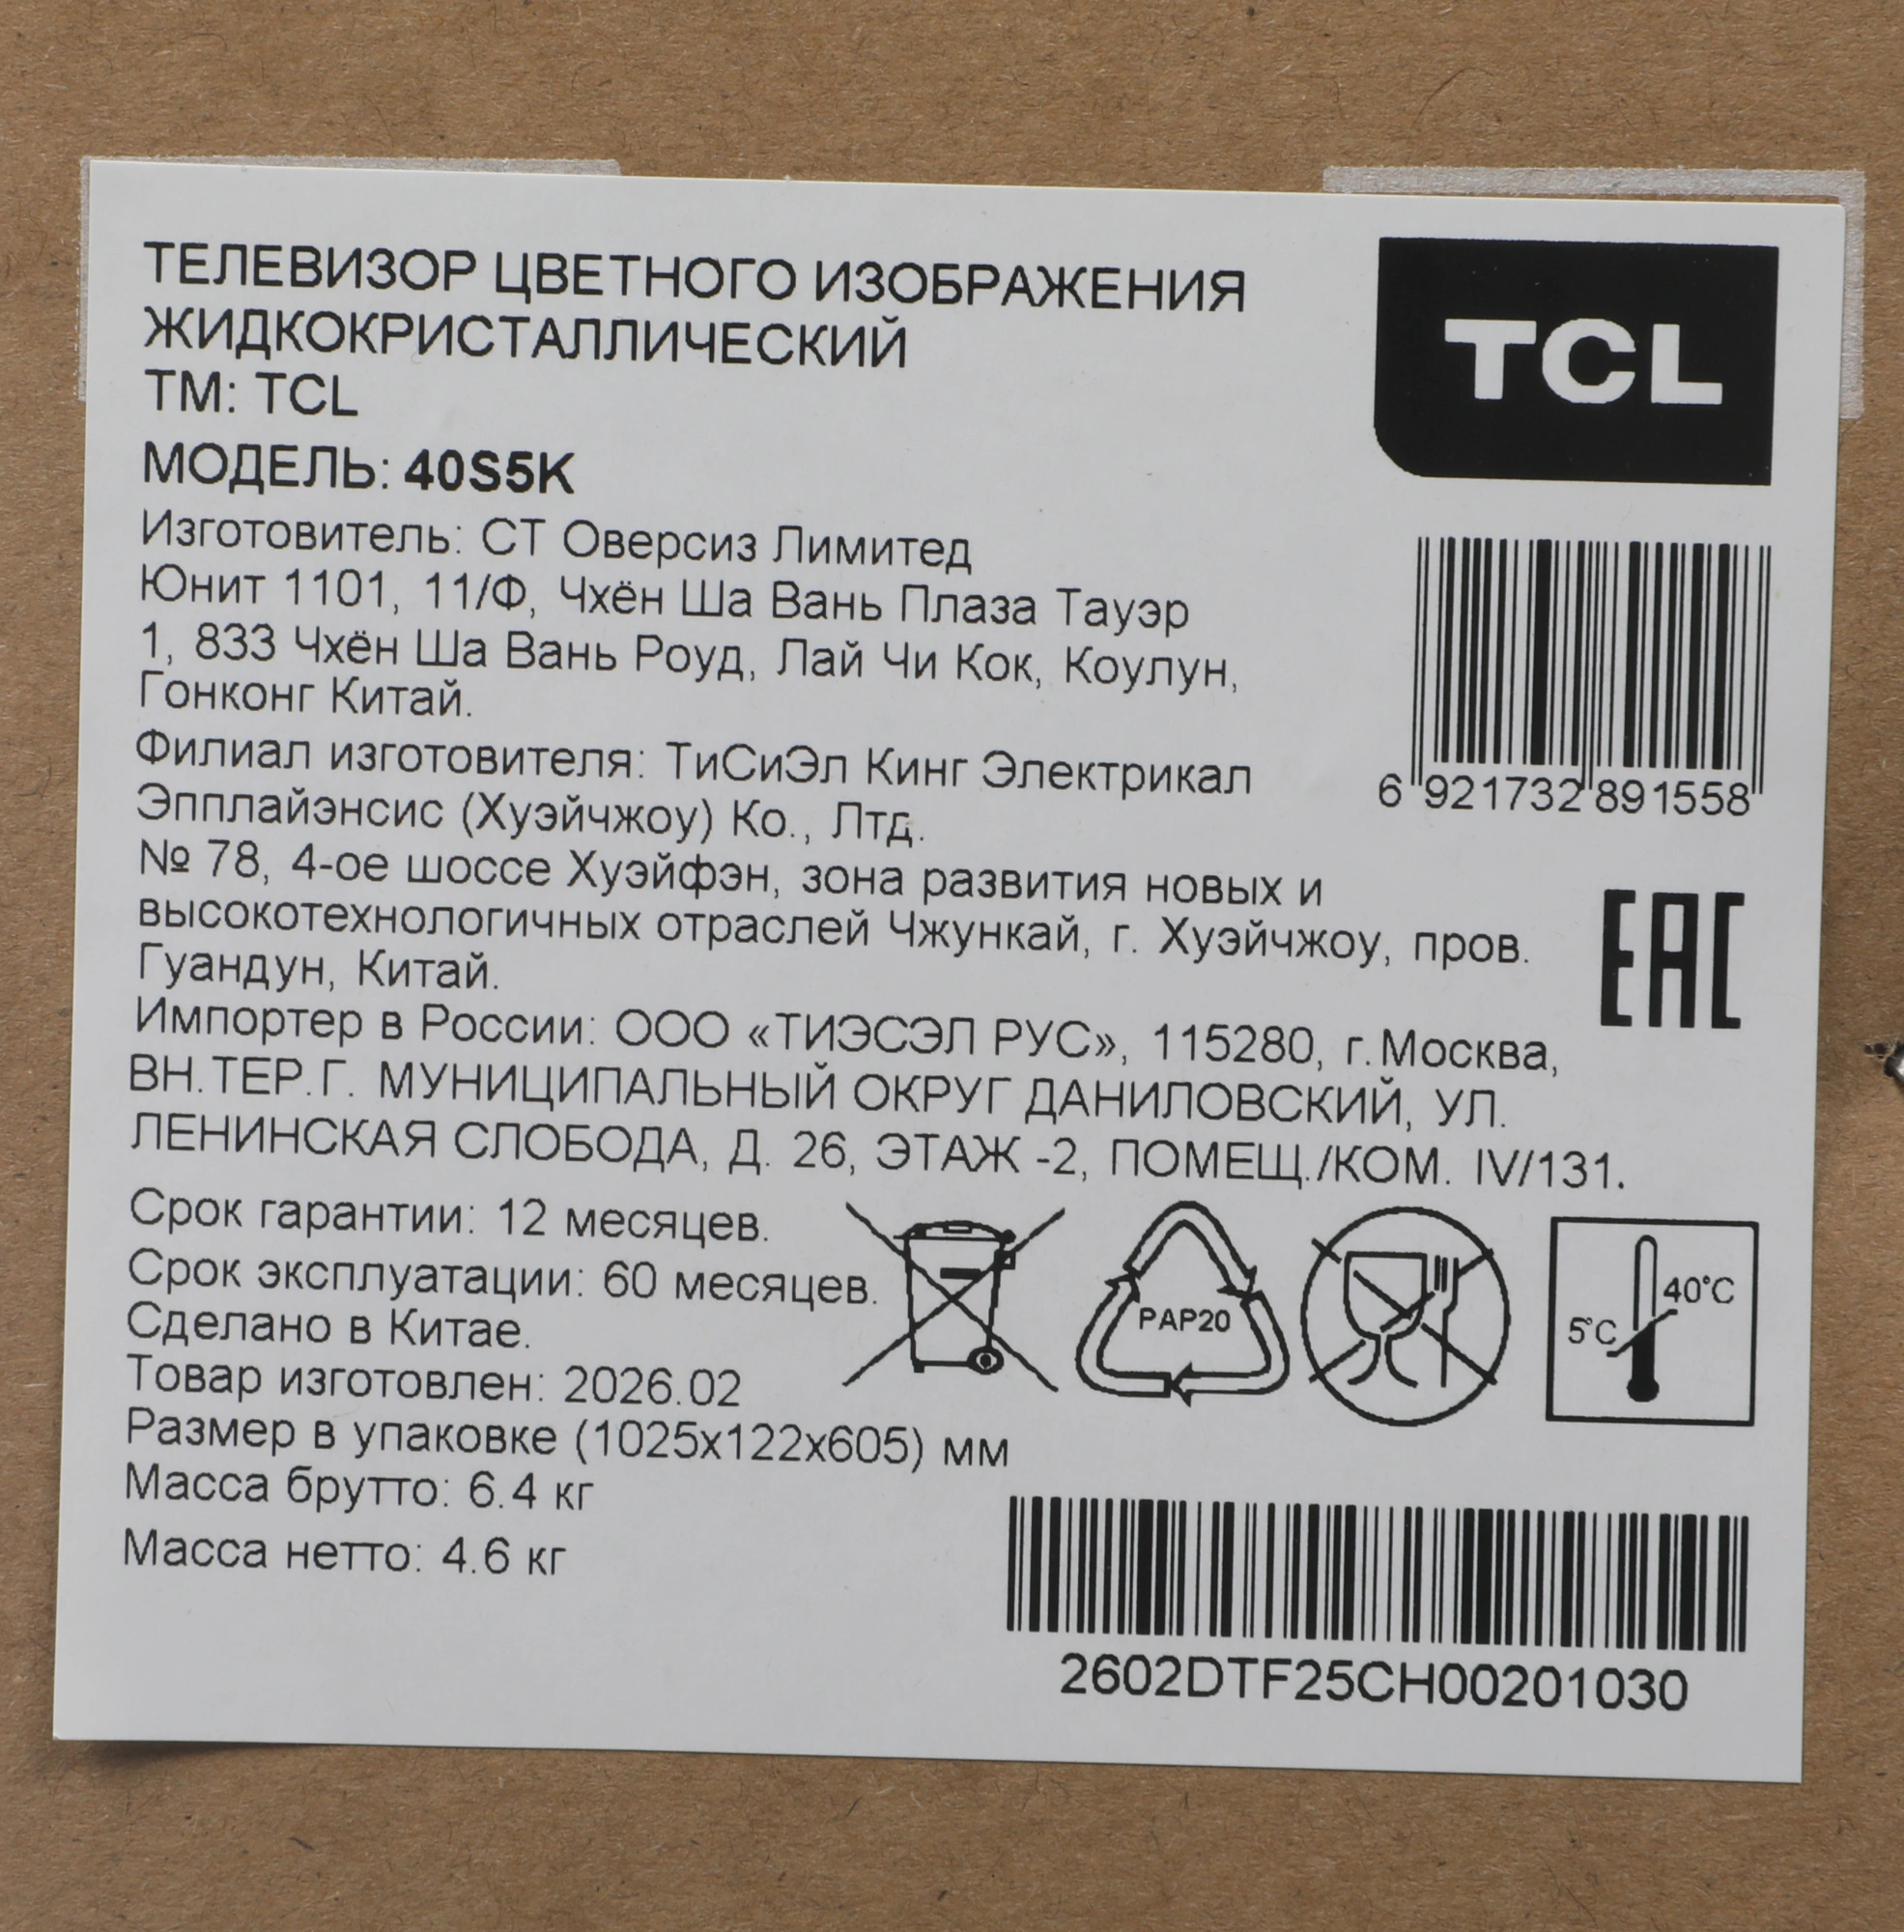 ТЕЛЕВИЗОР ЦВЕТНОГО ИЗОБРАЖЕНИЯ
ЖИДКОКРИСТАЛЛИЧЕСКИЙ
ТМ: TCL
МОДЕЛЬ: 40S5K
TCL
Изготовитель: СТ Оверсиз Лимитед
Юнит 1101, 11/Ф, Чхён Ша Вань Плаза Тауэр
1, 833 Чхён Ша Вань Роуд, Лай Чи Кок, Коулун,
Гонконг Китай.
Филиал изготовителя: ТиСиЭл Кинг Электрикал
Эпплайэнсис (Хуэйчжоу) Ко., Лтд.
6 921732 891558
№ 78, 4-ое шоссе Хуэйфэн, зона развития новых и
высокотехнологичных отраслей Чжункай, г. Хуэйчжоу, пров.
Гуандун, Китай.
EAC
Импортер в России: ООО «ТИЭСЭЛ РУС», 115280, г.Москва,
ВН.ТЕР.Г. МУНИЦИПАЛЬНЫЙ ОКРУГ ДАНИЛОВСКИЙ, УЛ.
ЛЕНИНСКАЯ СЛОБОДА, Д. 26, ЭТАЖ -2, ПОМЕЩ./КОМ. IV/131.
Срок гарантии: 12 месяцев.
Срок эксплуатации: 60 месяцев.
PAP20
40°C
5°C
Сделано в Китае.
Товар изготовлен: 2026.02
Размер в упаковке (1025x122x605) мм
Масса брутто: 6.4 кг
Масса нетто: 4.6 кг
2602DTF25CH00201030